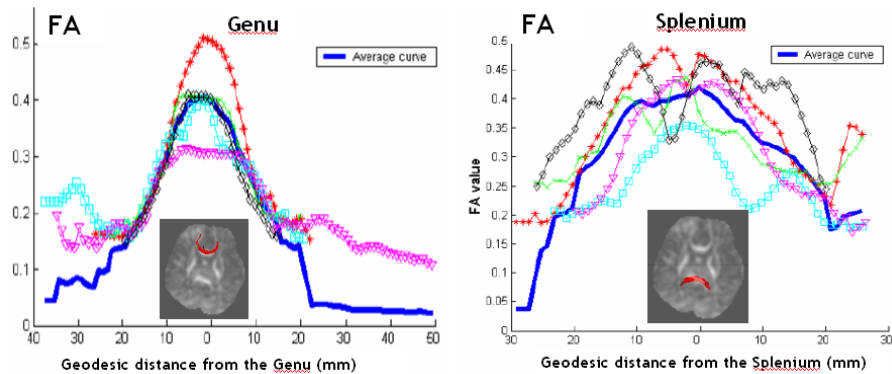 FA
Genu
Average curve
0.5
0.4
0.3
0.2
0.1
0
40 30 20 10 0 10 20 30 40 50
Geodesic distance from the Genu (mm)
FA
Splenium
Average curve
FA value
0.5
0.45
0.4
0.35
0.3
0.25
0.2
0.15
0.1
0.05
0
30 20 10 0 10 20 30
Geodesic distance from the Splenium (mm)